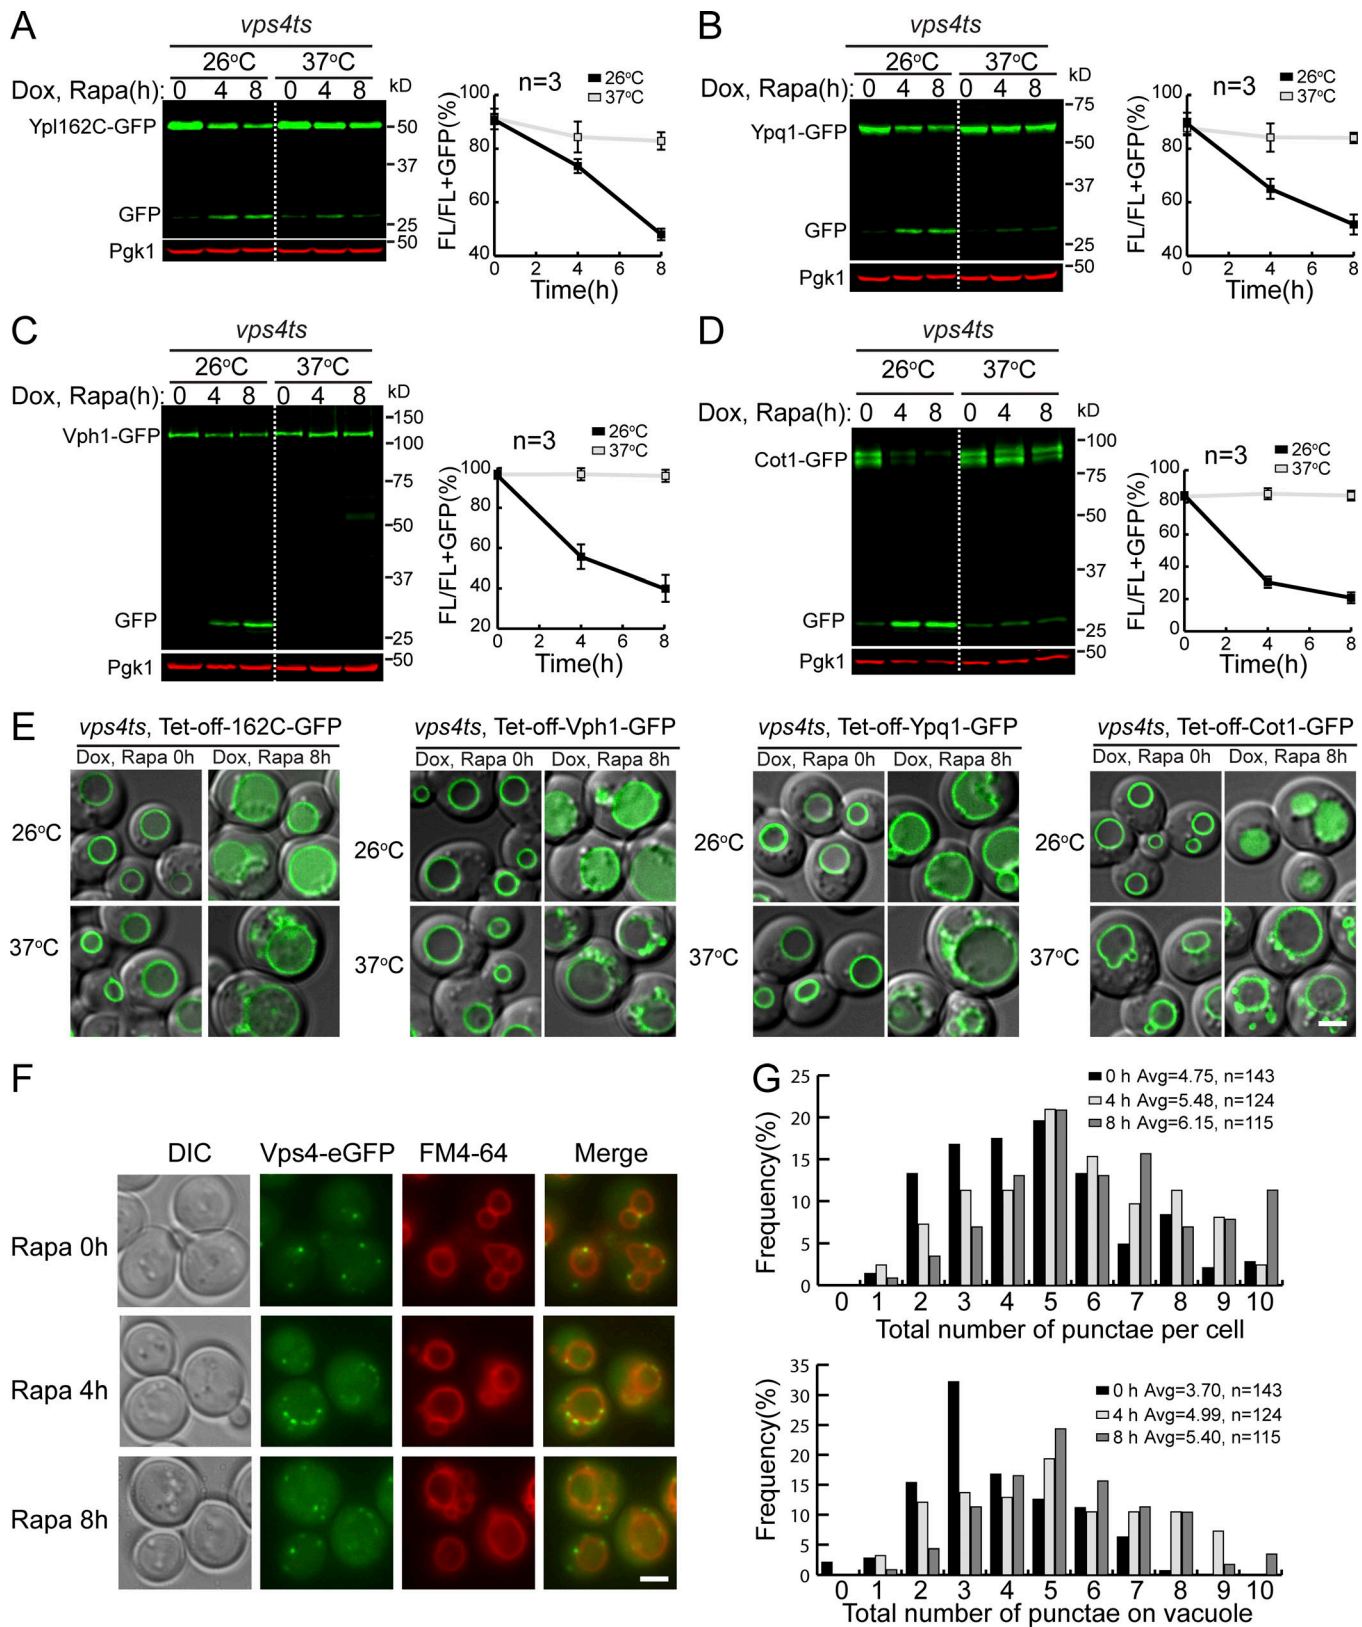 A
vps4ts
26°C 37°C
Dox, Rapa(h): 0 4 8 0 4 8 kD
Ypl162C-GFP
50
37
GFP
25
50
Pgk1
FL/FL+GFP(%)
n=3
26°C
37°C
100
80
60
40
0 2 4 6 8
Time(h)
B
vps4ts
26°C 37°C
Dox, Rapa(h): 0 4 8 0 4 8 kD
75
Ypq1-GFP
50
37
GFP
25
50
Pgk1
FL/FL+GFP(%)
n=3
26°C
37°C
100
80
60
40
0 2 4 6 8
Time(h)
C
vps4ts
26°C 37°C
Dox, Rapa(h): 0 4 8 0 4 8 kD
150
Vph1-GFP
100
75
50
37
GFP
25
50
Pgk1
FL/FL+GFP(%)
n=3
26°C
37°C
100
80
60
40
20
0 2 4 6 8
Time(h)
D
vps4ts
26°C 37°C
Dox, Rapa(h): 0 4 8 0 4 8 kD
100
Cot1-GFP
75
50
37
GFP
25
50
Pgk1
FL/FL+GFP(%)
n=3
26°C
37°C
100
80
60
40
20
0
0 2 4 6 8
Time(h)
E
vps4ts, Tet-off-162C-GFP
Dox, Rapa 0h Dox, Rapa 8h
26°C
37°C
vps4ts, Tet-off-Vph1-GFP
Dox, Rapa 0h Dox, Rapa 8h
26°C
37°C
vps4ts, Tet-off-Ypq1-GFP
Dox, Rapa 0h Dox, Rapa 8h
26°C
37°C
vps4ts, Tet-off-Cot1-GFP
Dox, Rapa 0h Dox, Rapa 8h
26°C
37°C
F
DIC Vps4-eGFP FM4-64 Merge
Rapa 0h
Rapa 4h
Rapa 8h
G
Frequency(%)
25
20
15
10
5
0
0 h Avg=4.75, n=143
4 h Avg=5.48, n=124
8 h Avg=6.15, n=115
0 1 2 3 4 5 6 7 8 9 10
Total number of punctae per cell
Frequency(%)
35
30
25
20
15
10
5
0
0 h Avg=3.70, n=143
4 h Avg=4.99, n=124
8 h Avg=5.40, n=115
0 1 2 3 4 5 6 7 8 9 10
Total number of punctae on vacuole